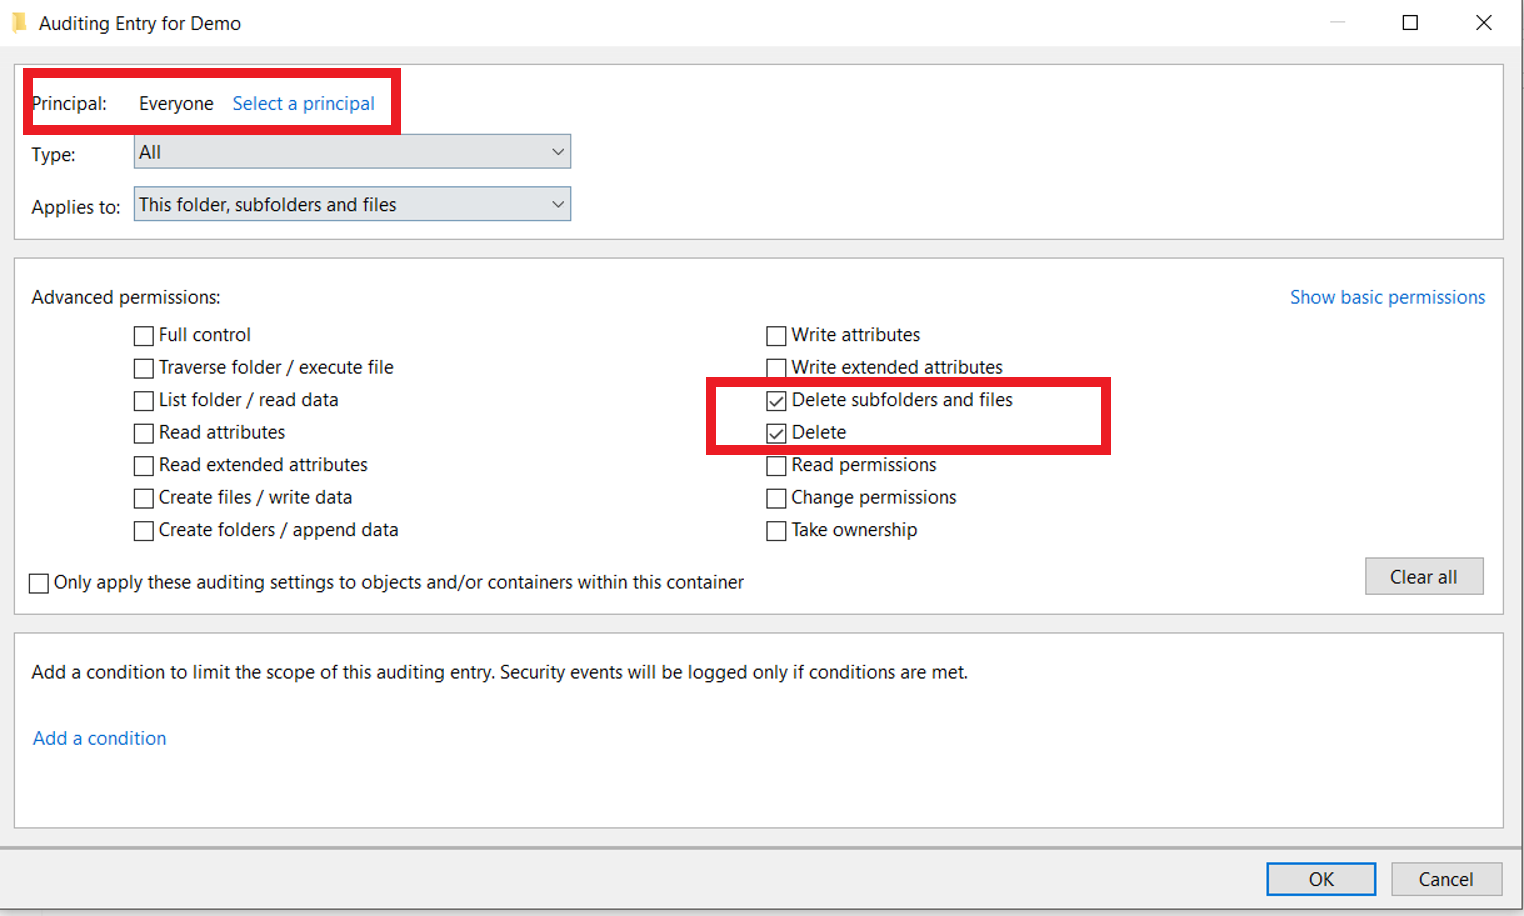 Auditing Entry for Demo
Principal: Everyone Select a principal
Type: All
Applies to: This folder, subfolders and files
Advanced permissions: Show basic permissions
Full control
Traverse folder / execute file
List folder / read data
Read attributes
Read extended attributes
Create files / write data
Create folders / append data
Write attributes
Write extended attributes
Delete subfolders and files
Delete
Read permissions
Change permissions
Take ownership
Only apply these auditing settings to objects and/or containers within this container
Clear all
Add a condition to limit the scope of this auditing entry. Security events will be logged only if conditions are met.
Add a condition
OK Cancel